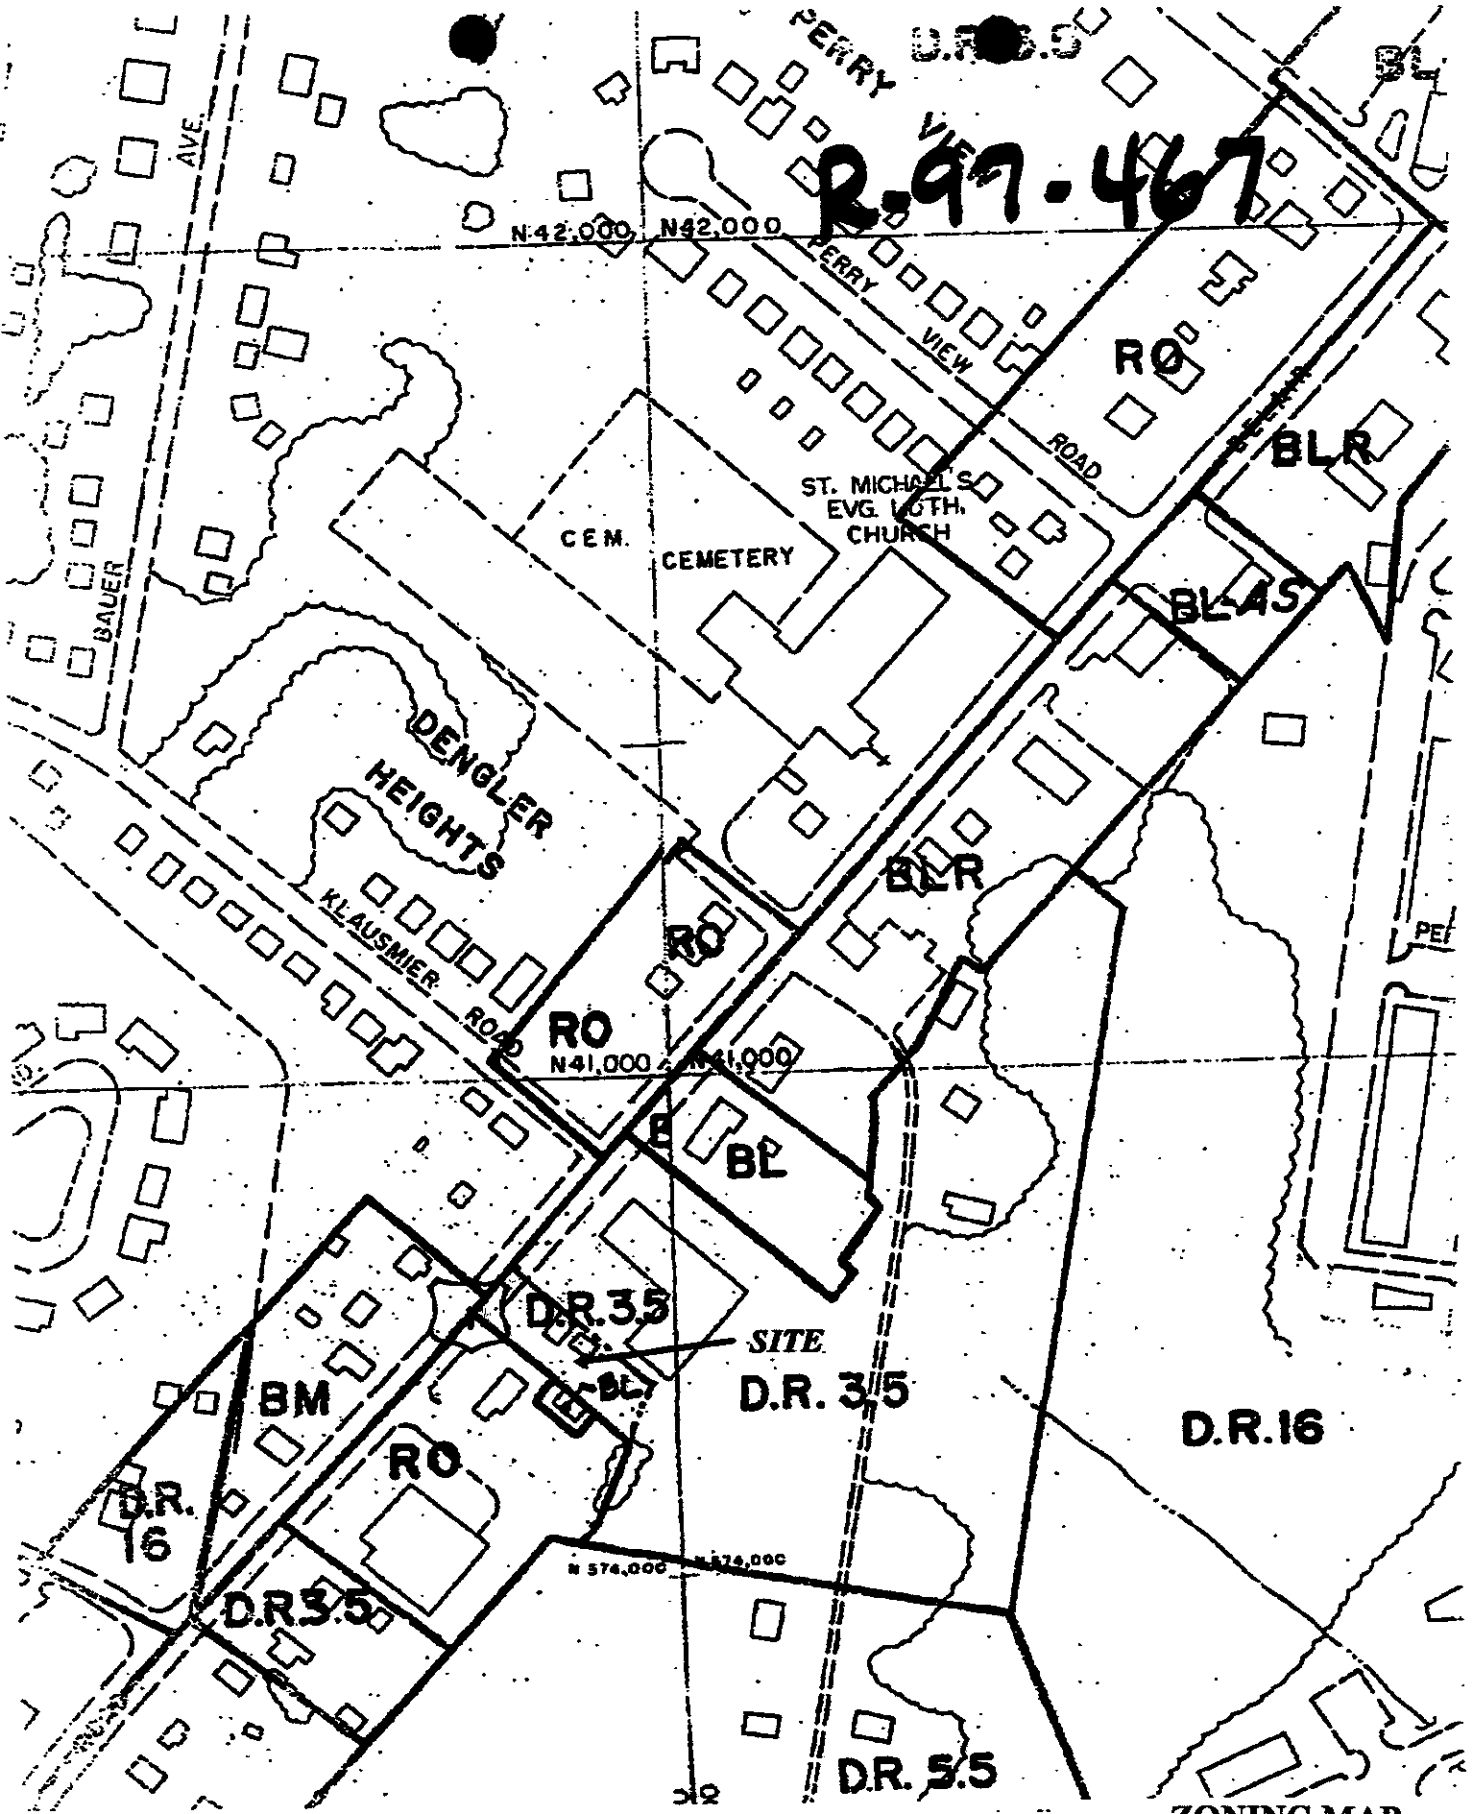 PERRY
D.R. 5.5
BL
AVE.
R-97-467
N42,000 N42,000
PERRY
VIEW
ROAD
RO
BLR
ST. MICHAEL'S
EVG. LUTH.
CHURCH
CEM.
CEMETERY
BAUER
BL-AS
DENGLER
HEIGHTS
BLR
KLAUSMIER
ROAD
RO
RO
N41,000 N41,000
BL
D.R.3.5
SITE
BL
D.R. 3.5
BM
RO
D.R.16
D.R.
16
N 574,000 N 574,000
D.R.3.5
D.R. 5.5
ZONING MAP